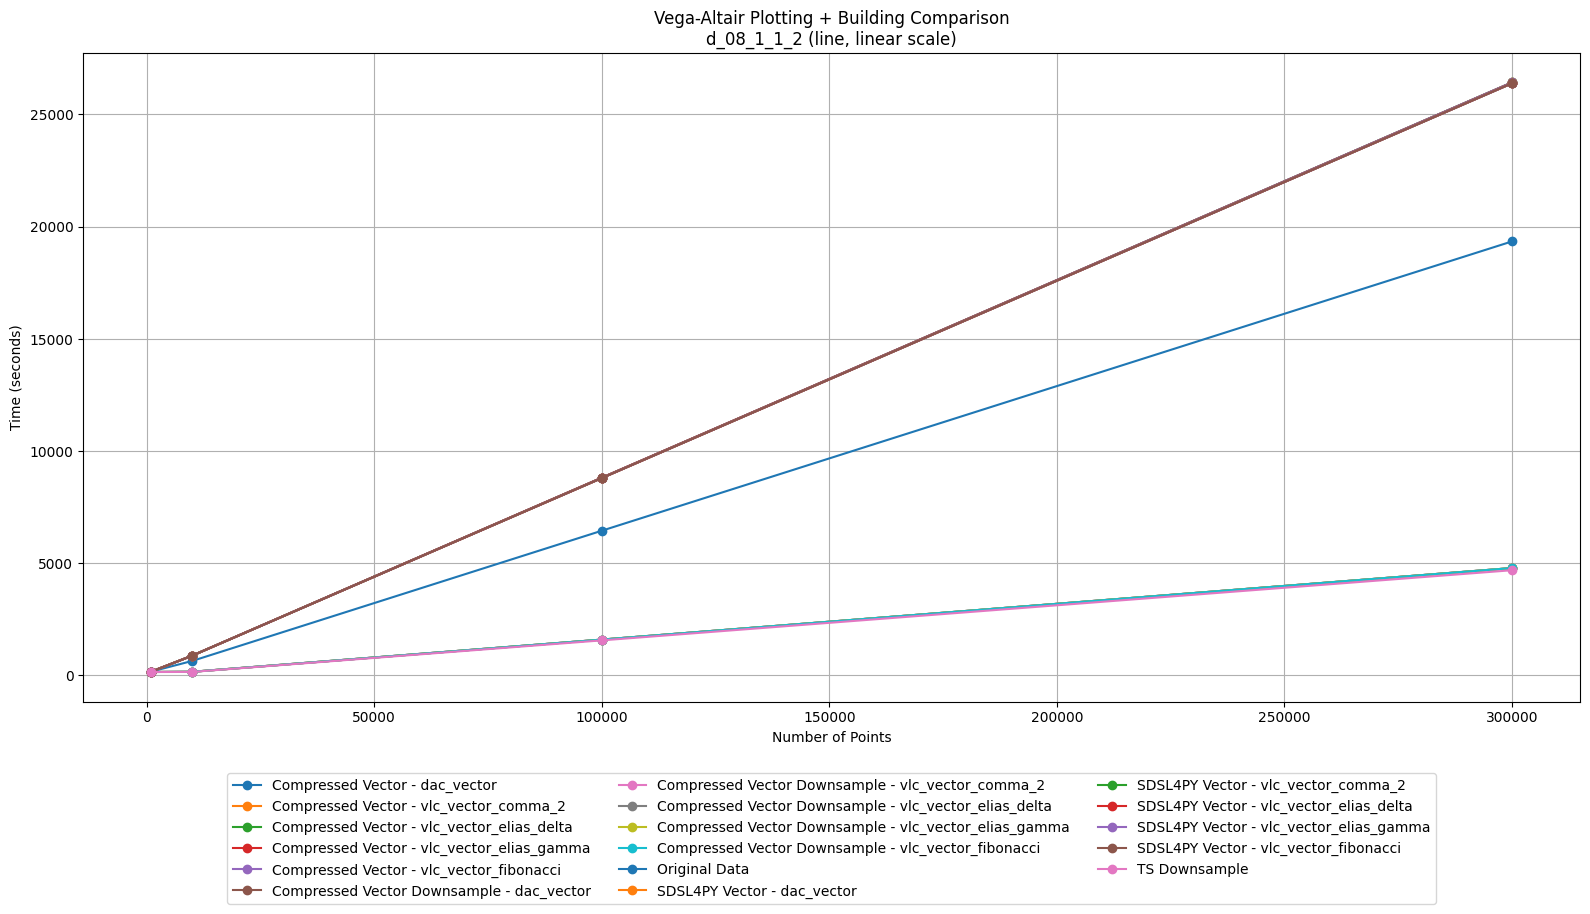 Vega-Altair Plotting + Building Comparison
d_08_1_1_2 (line, linear scale)
25000
20000
15000
10000
5000
0
Time (seconds)
0 50000 100000 150000 200000 250000 300000
Number of Points
Compressed Vector - dac_vector
Compressed Vector - vlc_vector_comma_2
Compressed Vector - vlc_vector_elias_delta
Compressed Vector - vlc_vector_elias_gamma
Compressed Vector - vlc_vector_fibonacci
Compressed Vector Downsample - dac_vector
Compressed Vector Downsample - vlc_vector_comma_2
Compressed Vector Downsample - vlc_vector_elias_delta
Compressed Vector Downsample - vlc_vector_elias_gamma
Compressed Vector Downsample - vlc_vector_fibonacci
Original Data
SDSL4PY Vector - dac_vector
SDSL4PY Vector - vlc_vector_comma_2
SDSL4PY Vector - vlc_vector_elias_delta
SDSL4PY Vector - vlc_vector_elias_gamma
SDSL4PY Vector - vlc_vector_fibonacci
TS Downsample